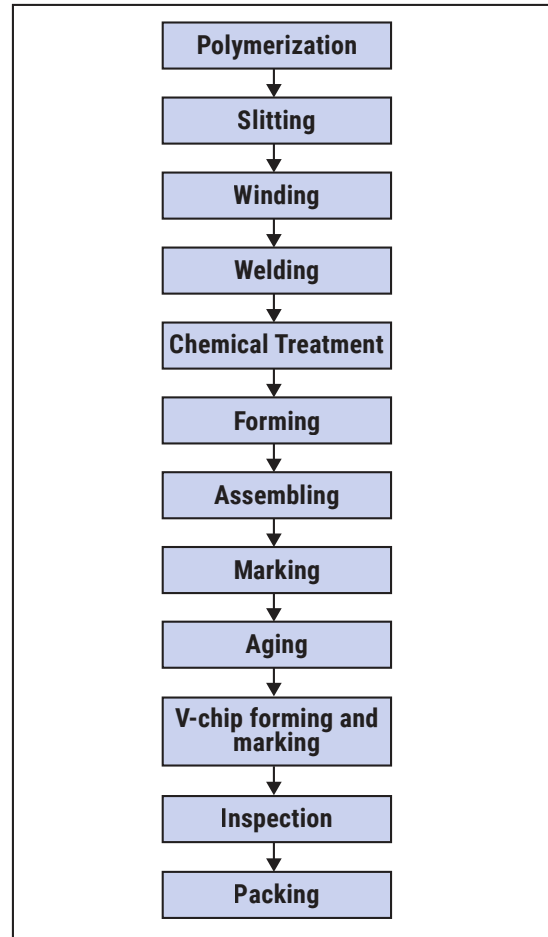 Polymerization
Slitting
Winding
Welding
Chemical Treatment
Forming
Assembling
Marking
Aging
V-chip forming and
marking
Inspection
Packing